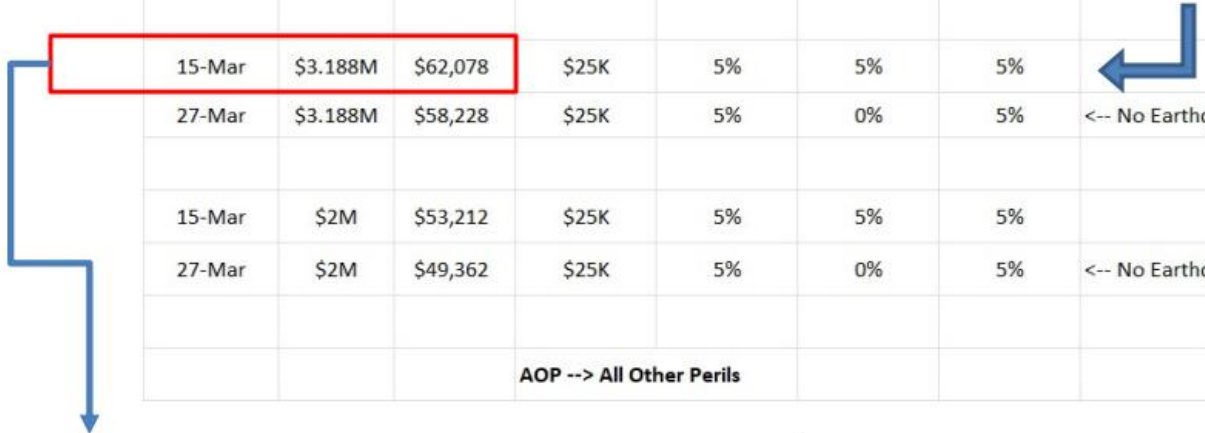 15-Mar $3.188M $62,078 $25K 5% 5% 5%
27-Mar $3.188M $58,228 $25K 5% 0% 5% <-- No
15-Mar $2M $53,212 $25K 5% 5% 5%
27-Mar $2M $49,362 $25K 5% 0% 5% <-- No
AOP --> All Other Perils